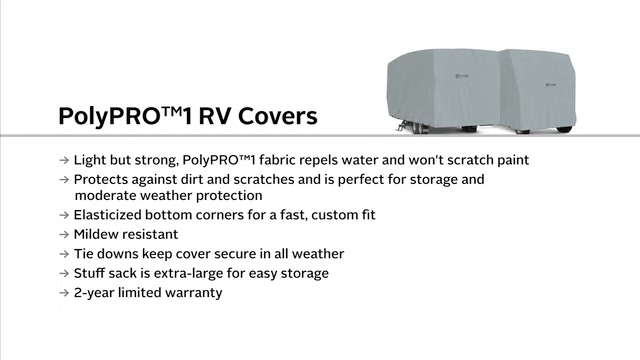 PolyPRO™1 RV Covers
→ Light but strong, PolyPRO™1 fabric repels water and won't scratch paint
→ Protects against dirt and scratches and is perfect for storage and
moderate weather protection
→ Elasticized bottom corners for a fast, custom fit
→ Mildew resistant
→ Tie downs keep cover secure in all weather
→ Stuff sack is extra-large for easy storage
→ 2-year limited warranty